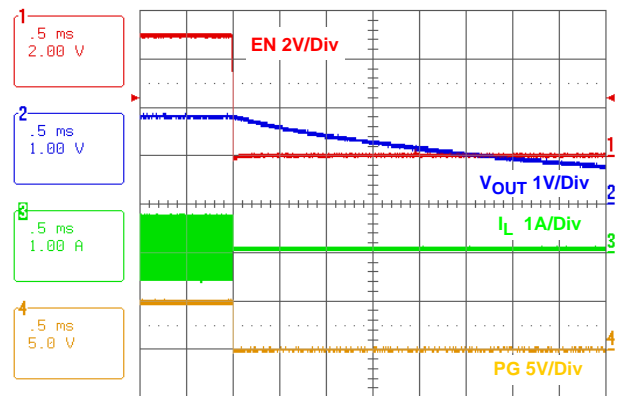 1
.5 ms
2.00 V
EN 2V/Div
2
.5 ms
1.00 V
1
VOUT 1V/Div
2
3
.5 ms
1.00 A
IL 1A/Div
3
4
.5 ms
5.0 V
4
PG 5V/Div